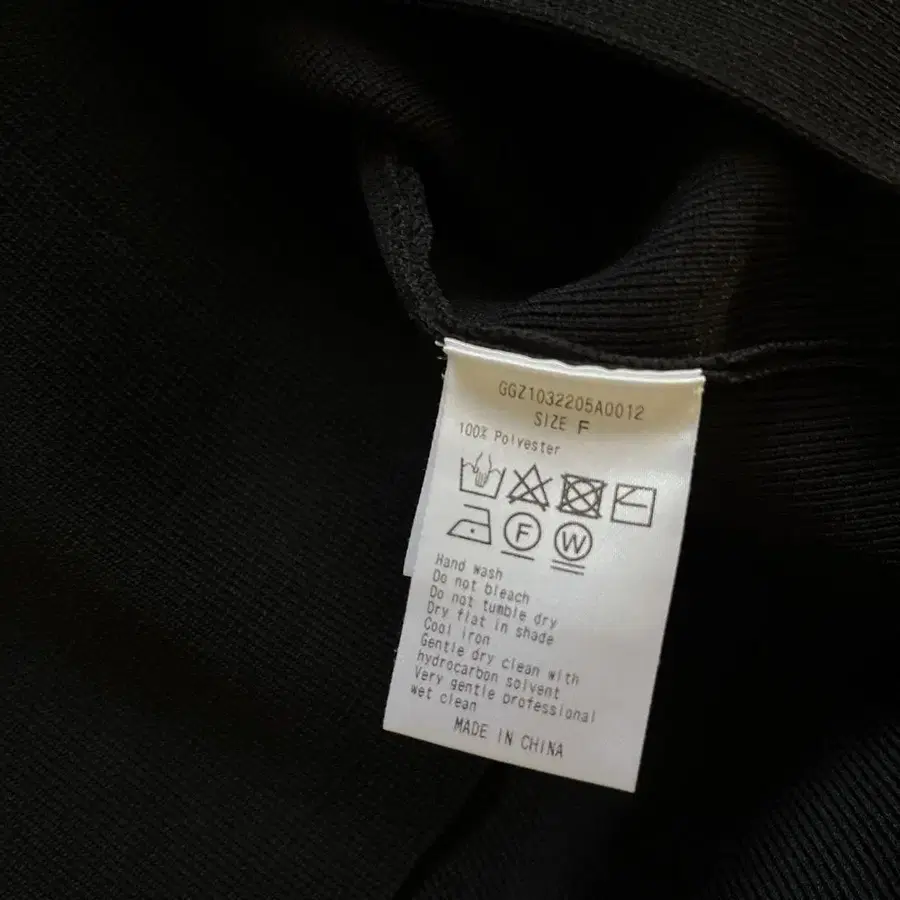 GGZ1032205A0012
SIZE F
100% Polyester
F W
Hand wash
Do not bleach
Do not tumble dry
Dry flat in shade
Cool iron
Gentle dry clean with
hydrocarbon solvent
Very gentle professional
wet clean
MADE IN CHINA